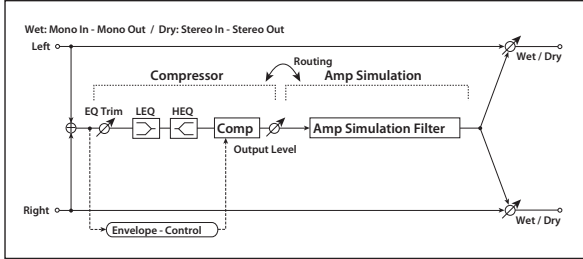 Wet: Mono In - Mono Out / Dry: Stereo In - Stereo Out
Left
Wet / Dry
Routing
Compressor
Amp Simulation
EQ Trim
LEQ
HEQ
Comp
Amp Simulation Filter
Output Level
Right
Wet / Dry
Envelope - Control